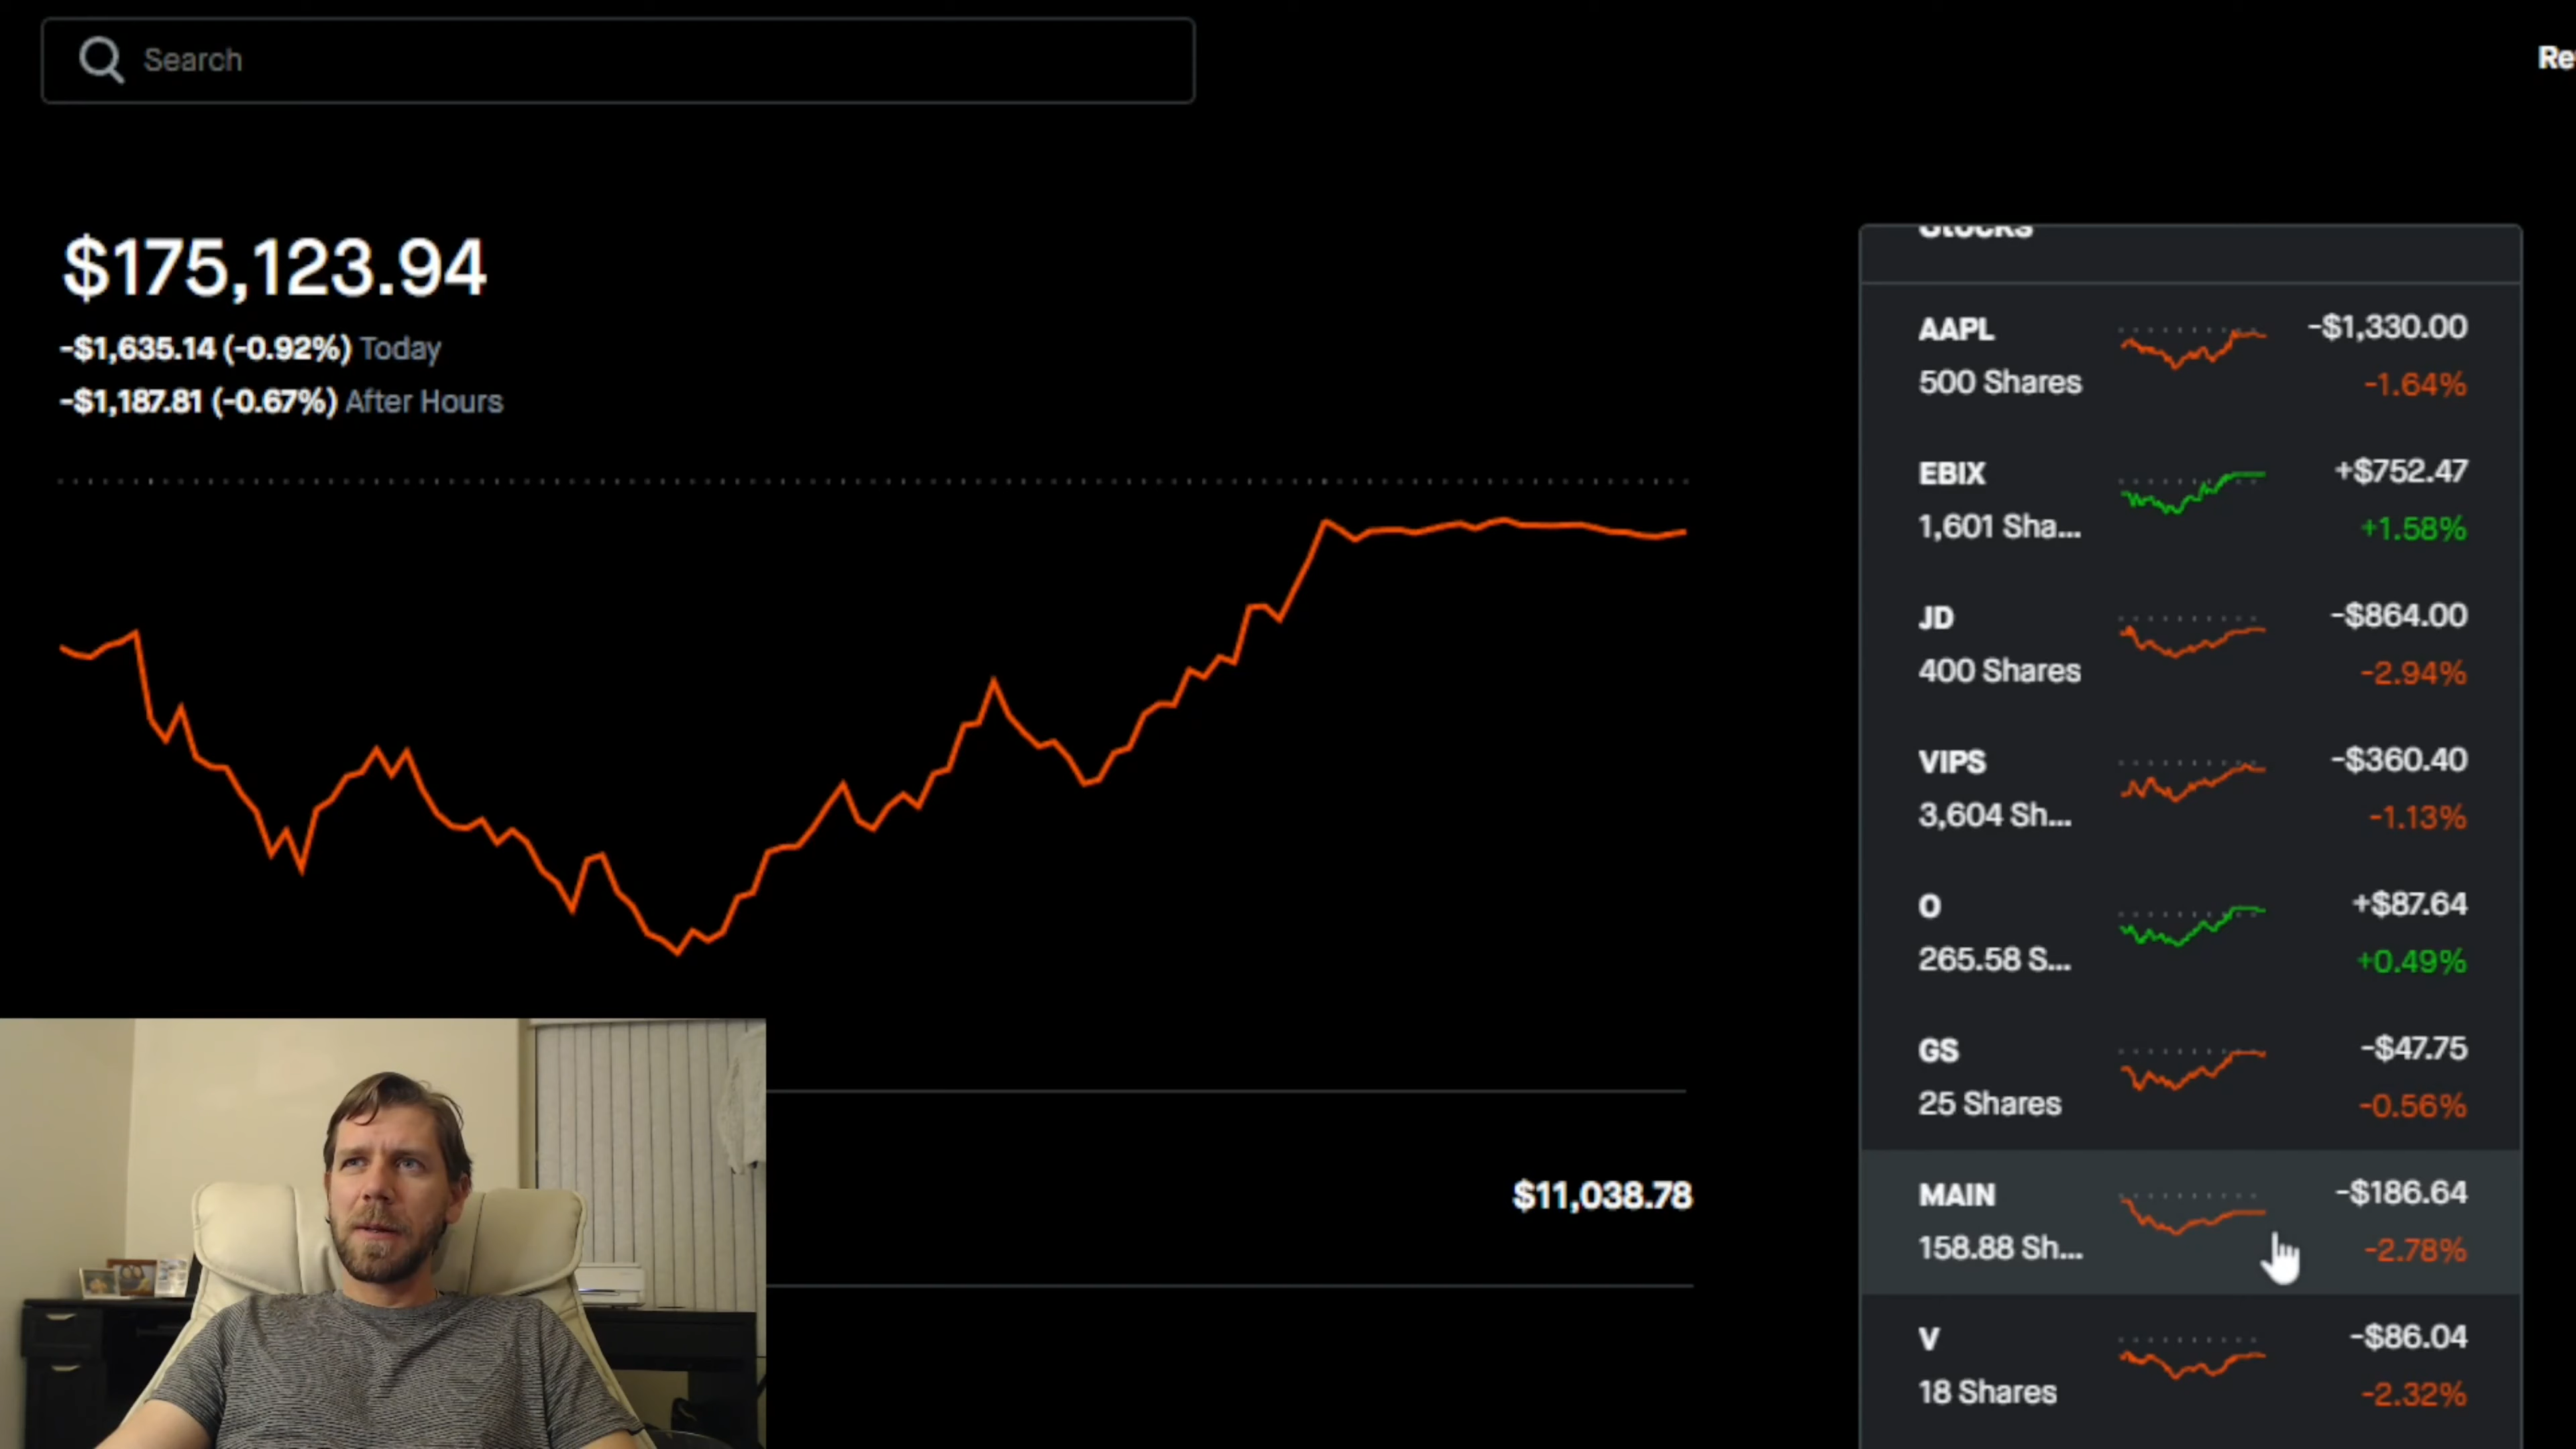 Search
Re
$175,123.94
-$1,635.14 (-0.92%) Today
-$1,187.81 (-0.67%) After Hours
$11,038.78
Stocks
AAPL -$1,330.00
500 Shares -1.64%
EBIX +$752.47
1,601 Sha... +1.58%
JD -$864.00
400 Shares -2.94%
VIPS -$360.40
3,604 Sh... -1.13%
O +$87.64
265.58 S... +0.49%
GS -$47.75
25 Shares -0.56%
MAIN -$186.64
158.88 Sh... -2.78%
V -$86.04
18 Shares -2.32%